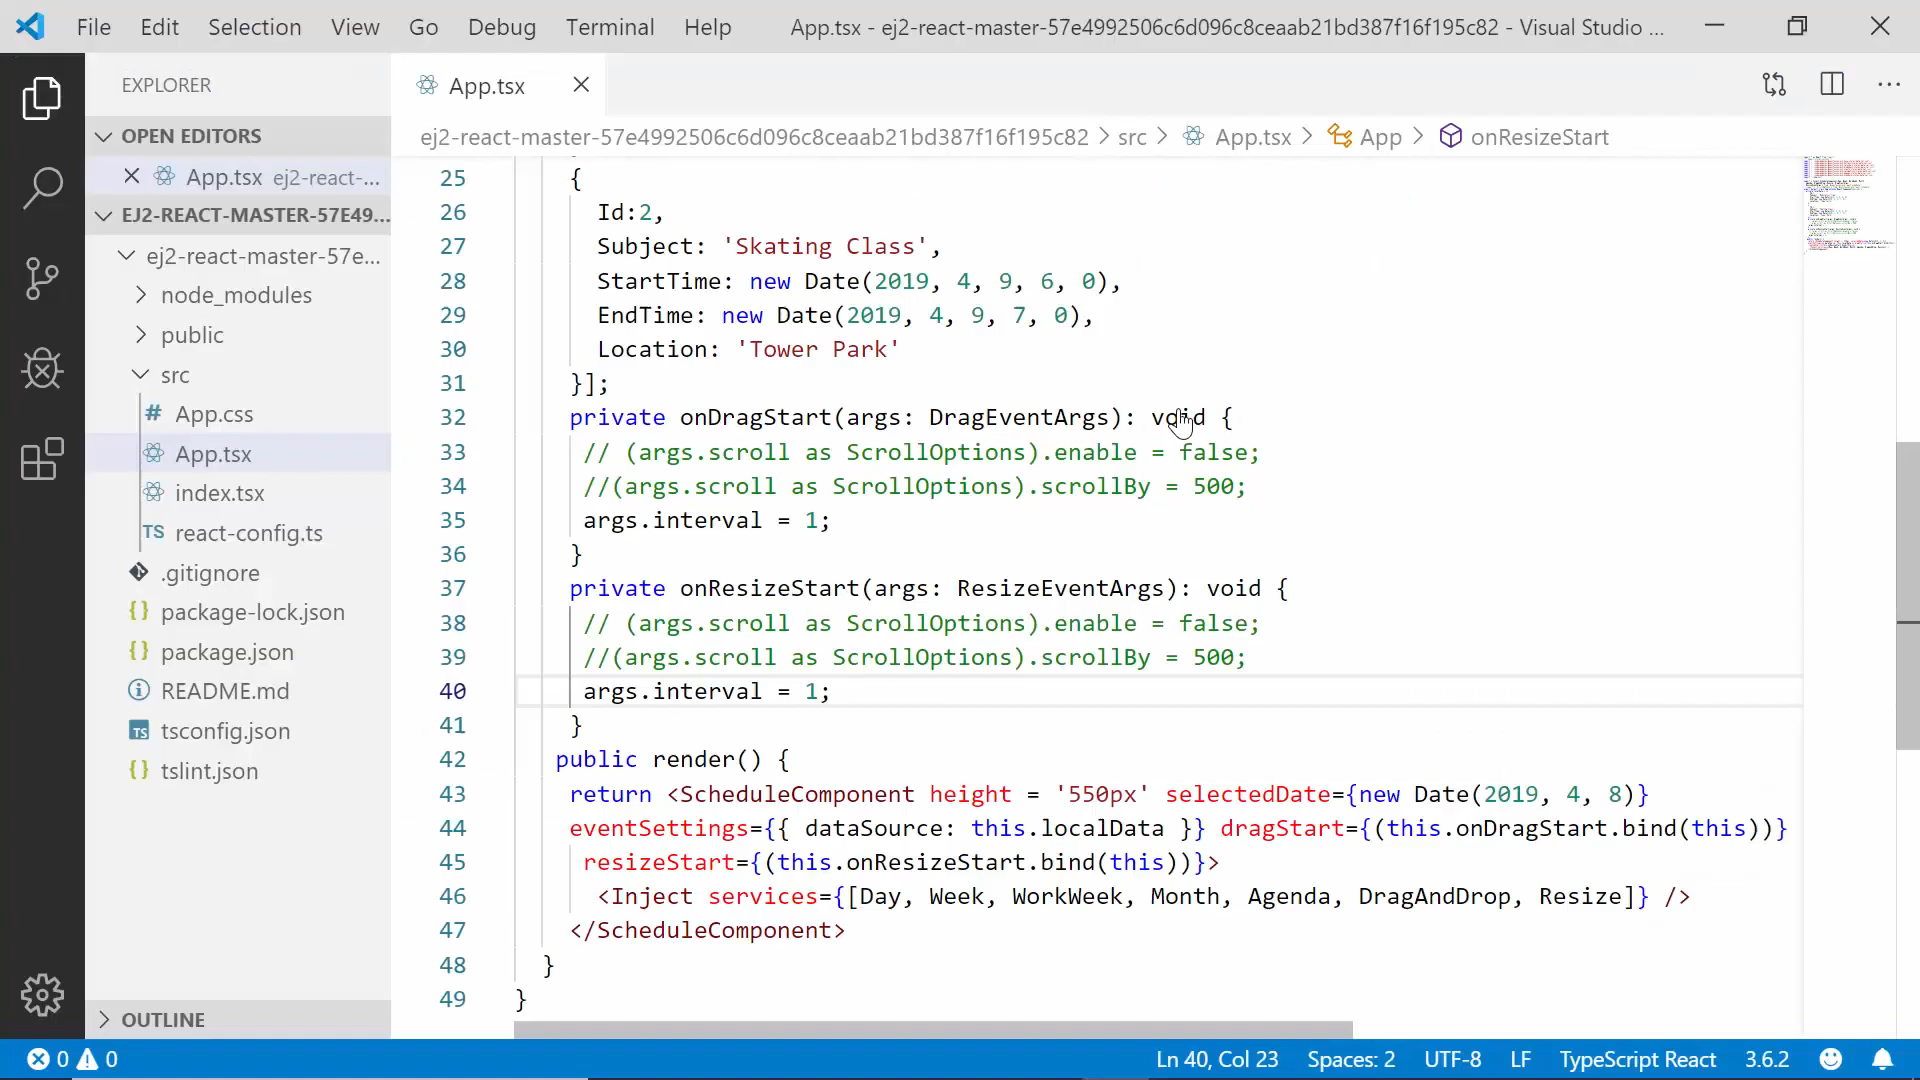 File Edit Selection View Go Debug Terminal Help App.tsx - ej2-react-master-57e4992506c6d096c8ceaab21bd387f16f195c82 - Visual Studio ...
EXPLORER
OPEN EDITORS
App.tsx ej2-react-...
EJ2-REACT-MASTER-57E49...
ej2-react-master-57e...
node_modules
public
src
# App.css
App.tsx
index.tsx
TS react-config.ts
.gitignore
{} package-lock.json
{} package.json
README.md
TS tsconfig.json
{} tslint.json
OUTLINE
App.tsx
ej2-react-master-57e4992506c6d096c8ceaab21bd387f16f195c82 > src > App.tsx > App > onResizeStart
25 {
26 Id:2,
27 Subject: 'Skating Class',
28 StartTime: new Date(2019, 4, 9, 6, 0),
29 EndTime: new Date(2019, 4, 9, 7, 0),
30 Location: 'Tower Park'
31 }];
32 private onDragStart(args: DragEventArgs): void {
33 // (args.scroll as ScrollOptions).enable = false;
34 //(args.scroll as ScrollOptions).scrollBy = 500;
35 args.interval = 1;
36 }
37 private onResizeStart(args: ResizeEventArgs): void {
38 // (args.scroll as ScrollOptions).enable = false;
39 //(args.scroll as ScrollOptions).scrollBy = 500;
40 args.interval = 1;
41 }
42 public render() {
43 return <ScheduleComponent height = '550px' selectedDate={new Date(2019, 4, 8)}
44 eventSettings={{ dataSource: this.localData }} dragStart={(this.onDragStart.bind(this))}
45 resizeStart={(this.onResizeStart.bind(this))}>
46 <Inject services={[Day, Week, WorkWeek, Month, Agenda, DragAndDrop, Resize]} />
47 </ScheduleComponent>
48 }
49 }
0 0 Ln 40, Col 23 Spaces: 2 UTF-8 LF TypeScript React 3.6.2